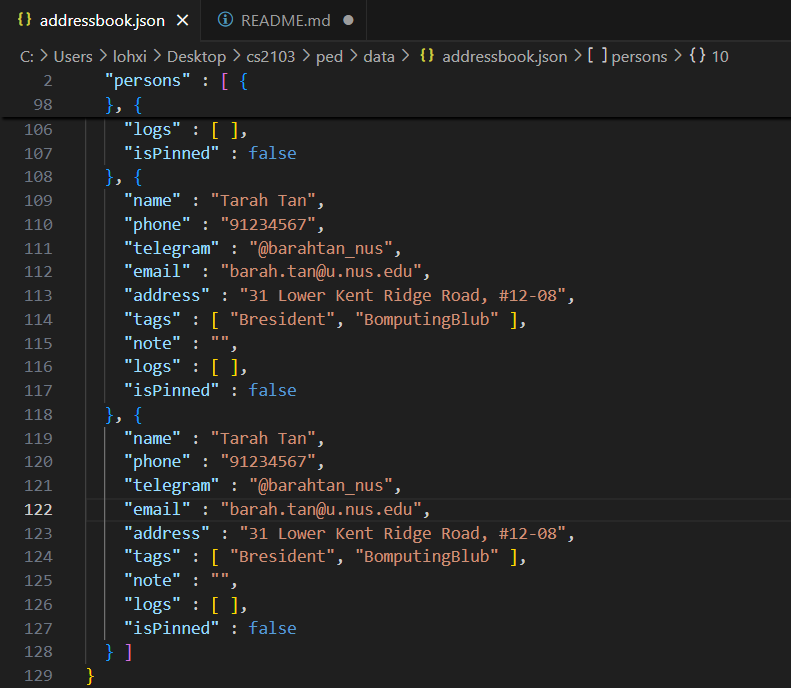 {} addressbook.json × README.md ●
C: > Users > lohxi > Desktop > cs2103 > ped > data > {} addressbook.json > [ ] persons > {} 10
2 "persons" : [ {
98 }, {
106 "logs" : [ ],
107 "isPinned" : false
108 }, {
109 "name" : "Tarah Tan",
110 "phone" : "91234567",
111 "telegram" : "@barahtan_nus",
112 "email" : "barah.tan@u.nus.edu",
113 "address" : "31 Lower Kent Ridge Road, #12-08",
114 "tags" : [ "Bresident", "BomputingBlub" ],
115 "note" : "",
116 "logs" : [ ],
117 "isPinned" : false
118 }, {
119 "name" : "Tarah Tan",
120 "phone" : "91234567",
121 "telegram" : "@barahtan_nus",
122 "email" : "barah.tan@u.nus.edu",
123 "address" : "31 Lower Kent Ridge Road, #12-08",
124 "tags" : [ "Bresident", "BomputingBlub" ],
125 "note" : "",
126 "logs" : [ ],
127 "isPinned" : false
128 } ]
129 }